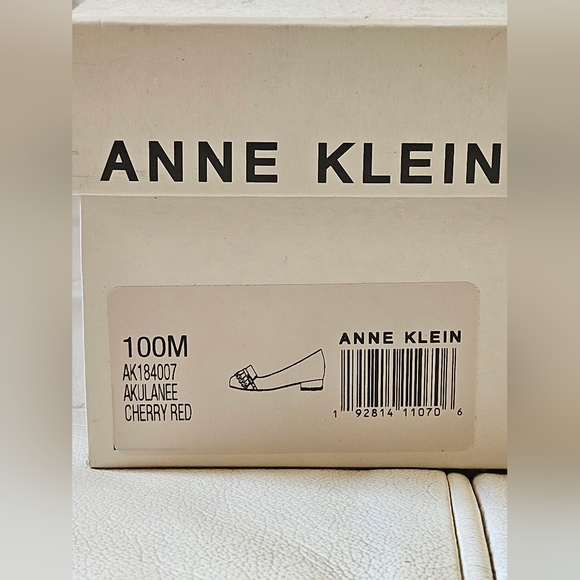 ANNE KLEIN
100M
AK184007
AKULANEE
CHERRY RED
ANNE KLEIN
1 92814 11070 6